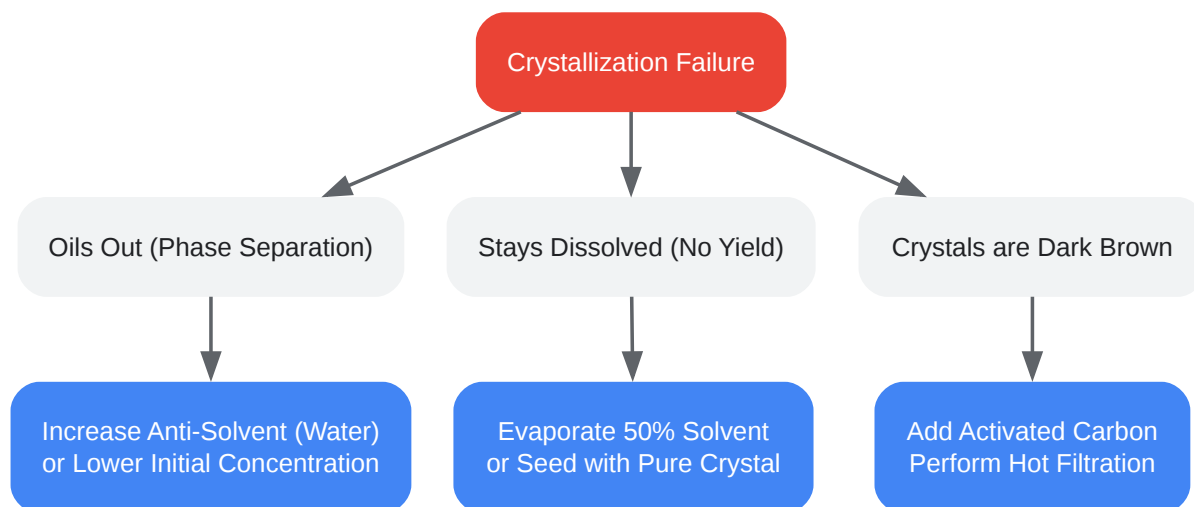 Crystallization Failure
Oils Out (Phase Separation)
Stays Dissolved (No Yield)
Crystals are Dark Brown
Increase Anti-Solvent (Water)
or Lower Initial Concentration
Evaporate 50% Solvent
or Seed with Pure Crystal
Add Activated Carbon
Perform Hot Filtration